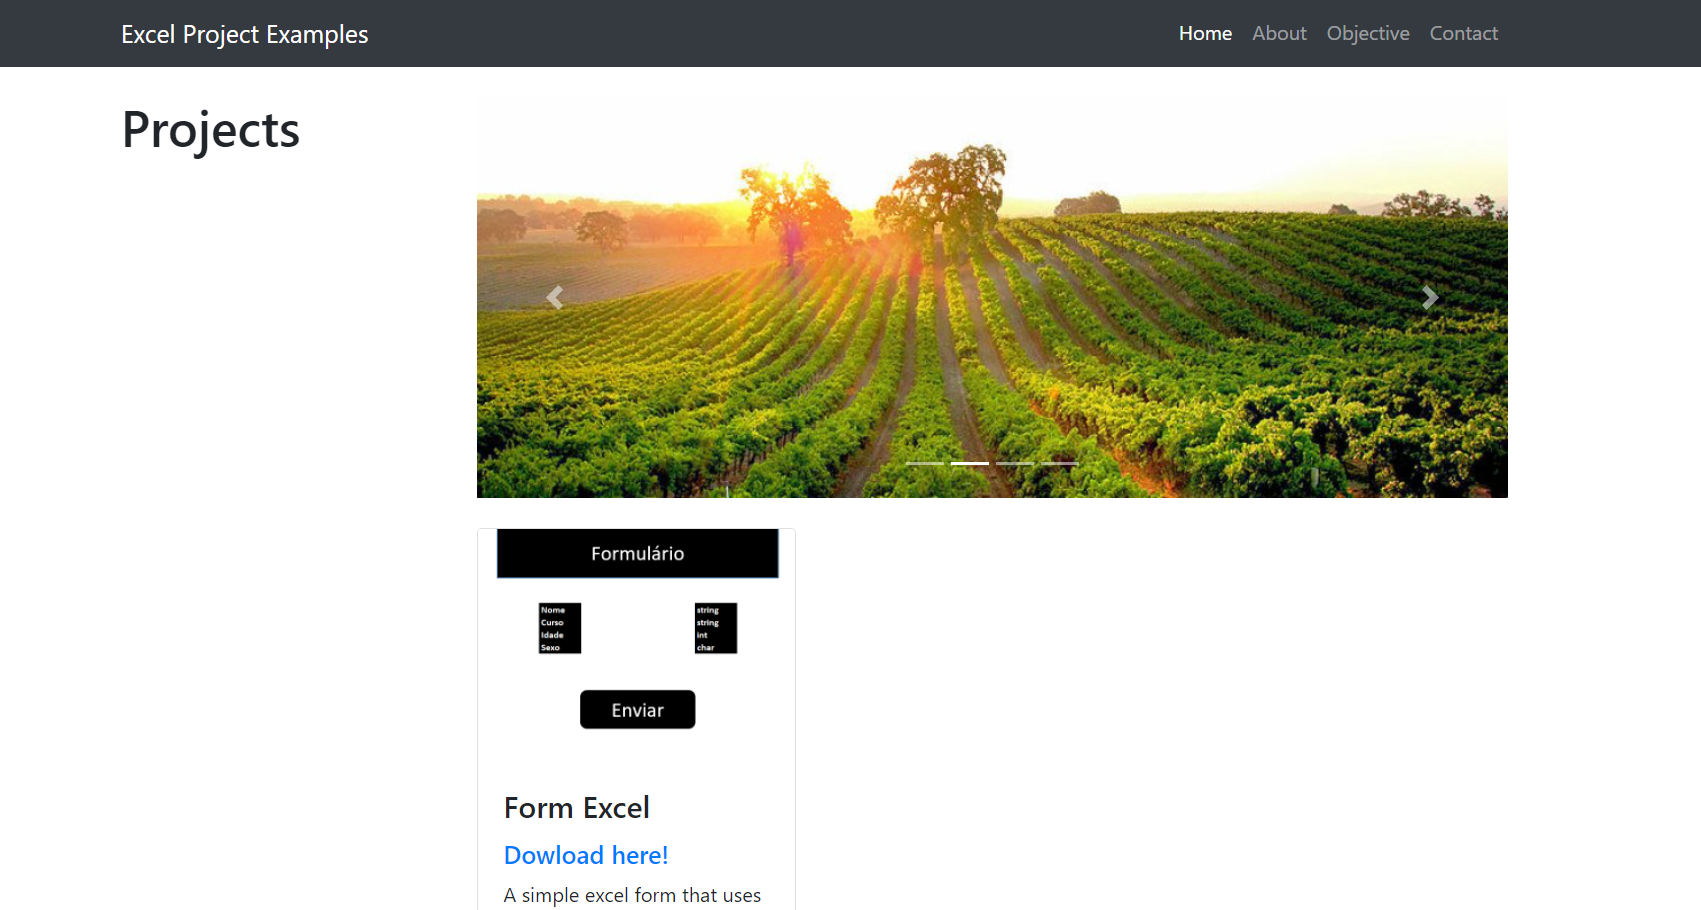 Excel Project Examples
Home About Objective Contact
Projects
Formulário
Nome string
Curso string
Idade int
Sexo char
Enviar
Form Excel
Dowload here!
A simple excel form that uses